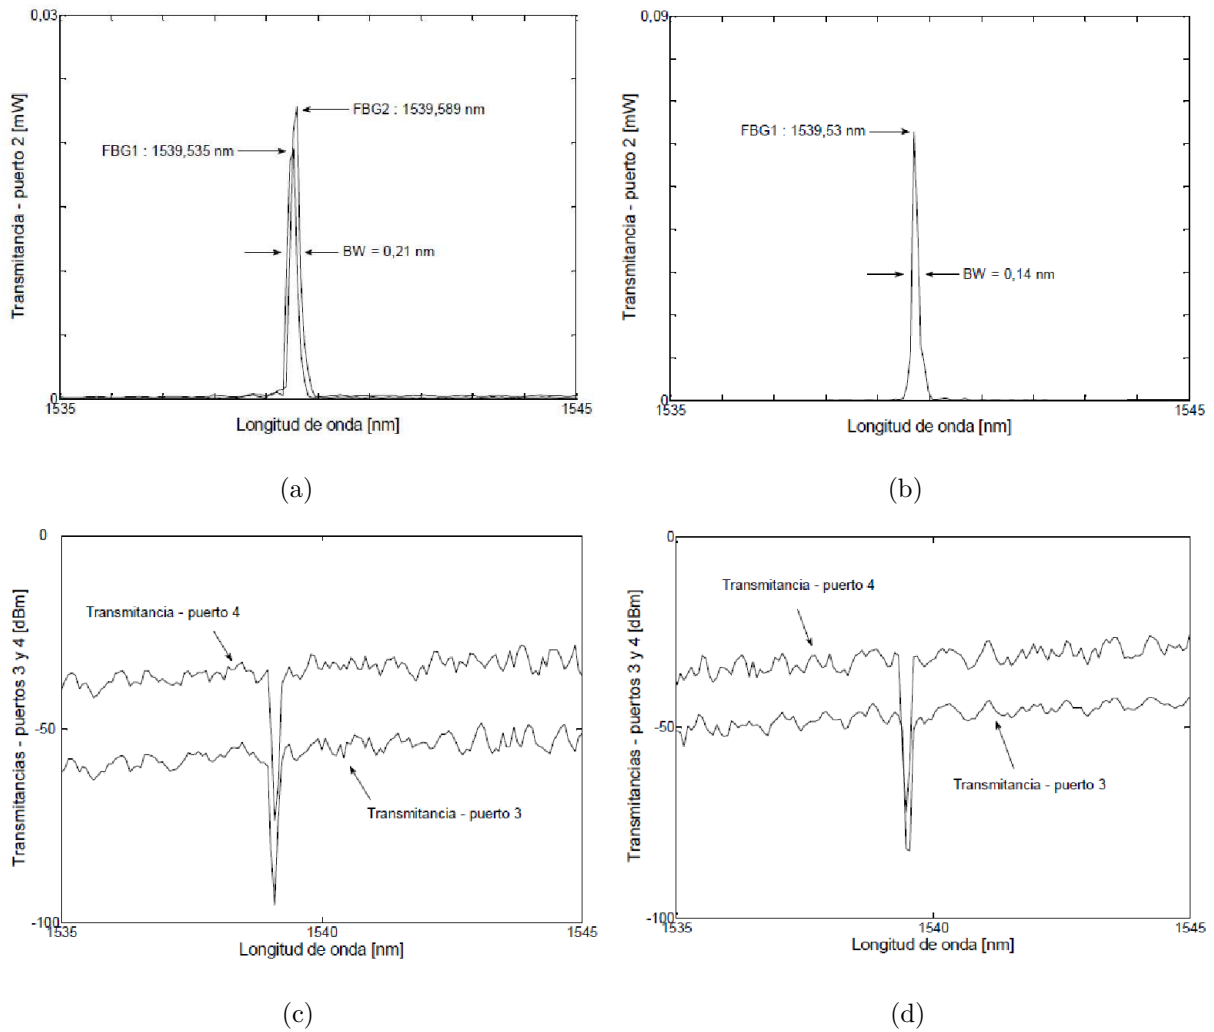 0,03
Transmitancia - puerto 2 [mW]
FBG2 : 1539,589 nm
FBG1 : 1539,535 nm
BW = 0,21 nm
0
1535
1545
Longitud de onda [nm]
(a)
0,09
Transmitancia - puerto 2 [mW]
FBG1 : 1539,53 nm
BW = 0,14 nm
0
1535
1545
Longitud de onda [nm]
(b)
0
Transmitancias - puertos 3 y 4 [dBm]
Transmitancia - puerto 4
-50
Transmitancia - puerto 3
-100
1535
1540
1545
Longitud de onda [nm]
(c)
0
Transmitancias - puertos 3 y 4 [dBm]
Transmitancia - puerto 4
-50
Transmitancia - puerto 3
-100
1535
1540
1545
Longitud de onda [nm]
(d)